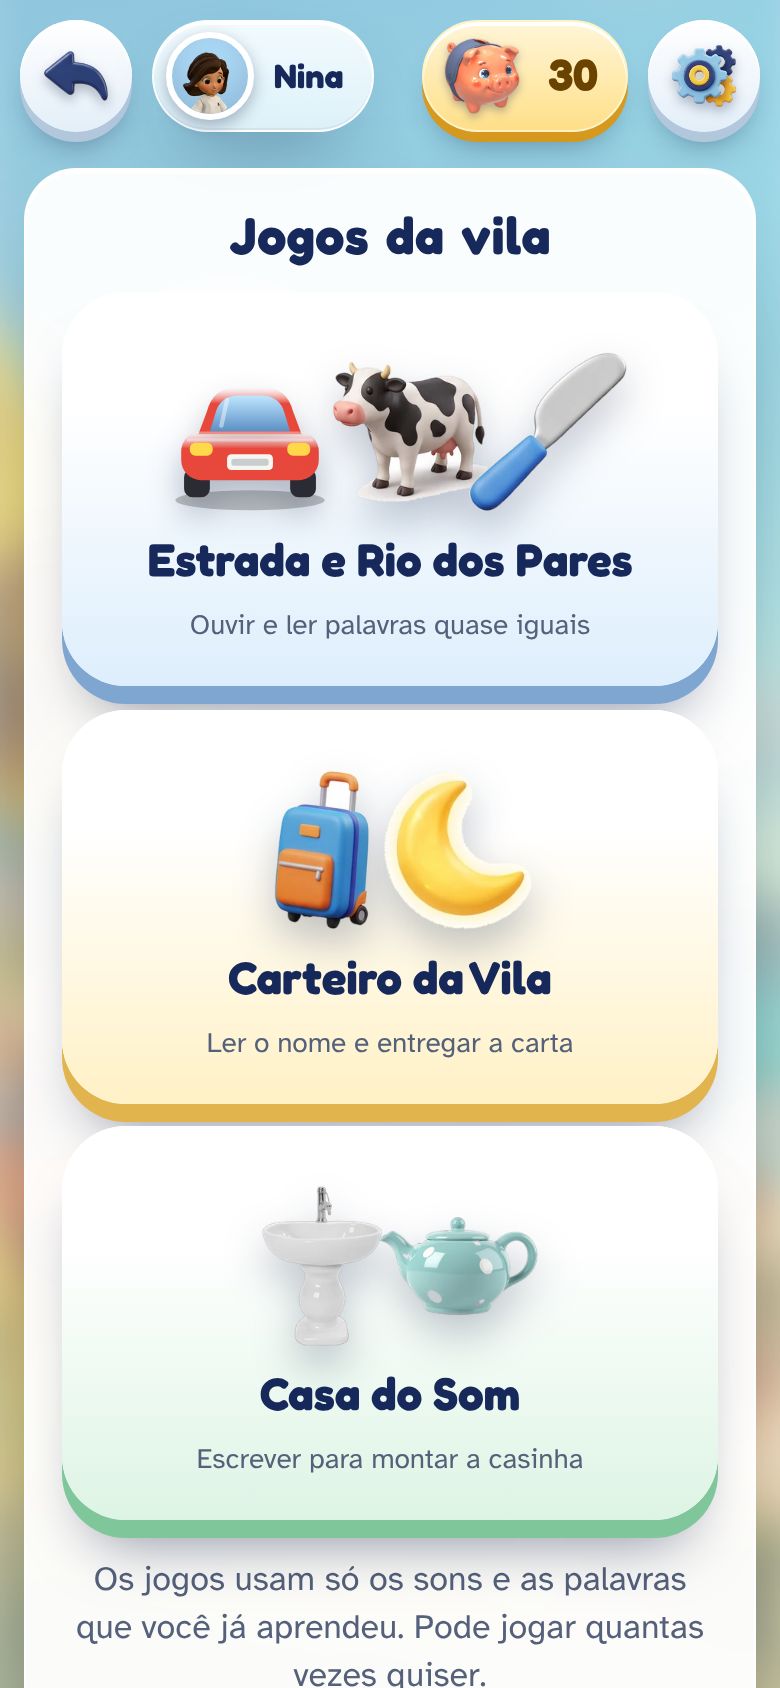 Nina
30
Jogos da vila
Estrada e Rio dos Pares
Ouvir e ler palavras quase iguais
Carteiro da Vila
Ler o nome e entregar a carta
Casa do Som
Escrever para montar a casinha
Os jogos usam só os sons e as palavras
que você já aprendeu. Pode jogar quantas
vezes quiser.